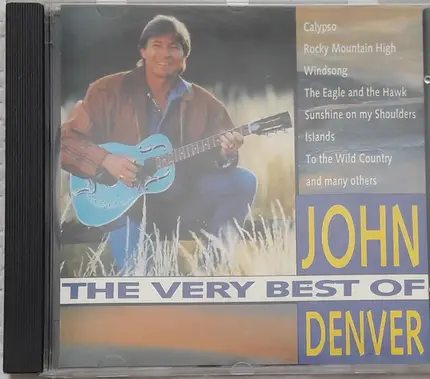 Calypso
Rocky Mountain High
Windsong
The Eagle and the Hawk
Sunshine on my Shoulders
Islands
To the Wild Country
and many others
JOHN
THE VERY BEST OF
DENVER